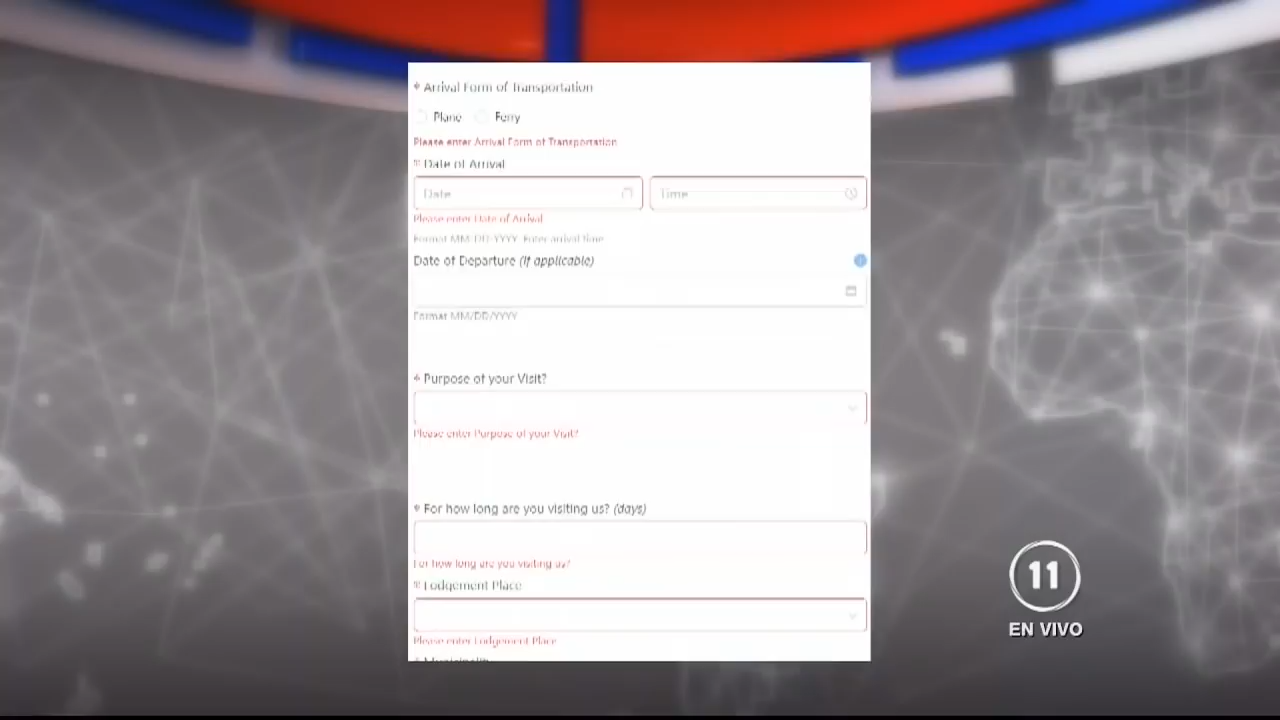 * Arrival Form of Transportation
Plane Ferry
Please enter Arrival Form of Transportation
* Date of Arrival
Date Time
Please enter Date of Arrival
Format MM/DD/YYYY. Enter arrival time
Date of Departure (if applicable)
Format MM/DD/YYYY
* Purpose of your Visit?
Please enter Purpose of your Visit?
* For how long are you visiting us? (days)
For how long are you visiting us?
* Lodgement Place
Please enter Lodgement Place
* Municipality
11
EN VIVO